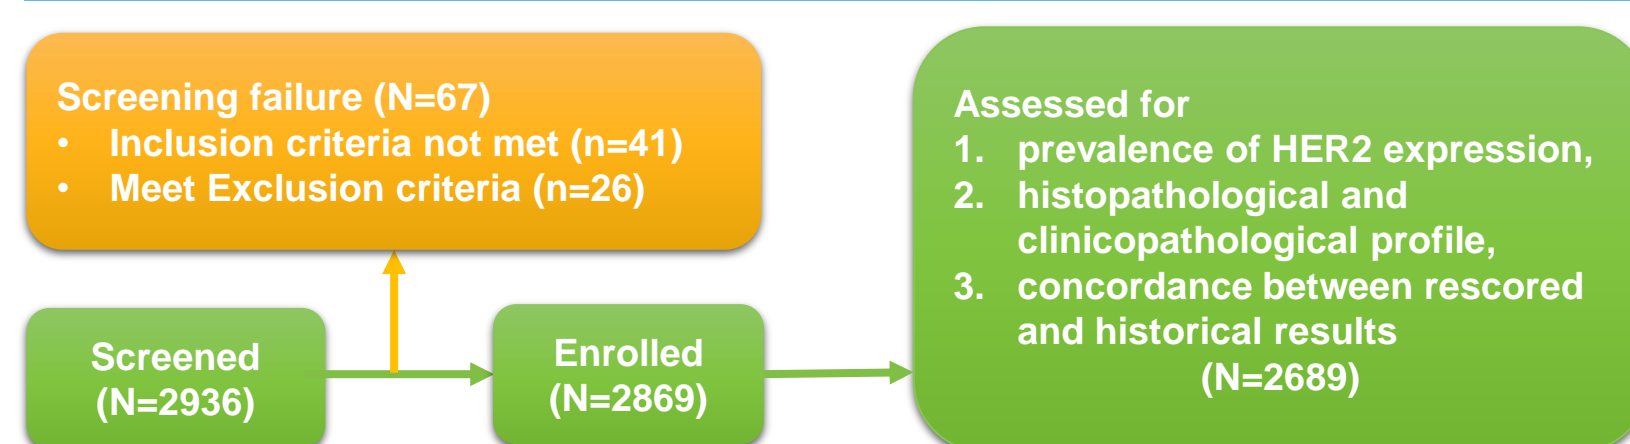 Screening failure (N=67)
• Inclusion criteria not met (n=41)
• Meet Exclusion criteria (n=26)
Screened
(N=2936)
Enrolled
(N=2869)
Assessed for
1. prevalence of HER2 expression,
2. histopathological and
clinicopathological profile,
3. concordance between rescored
and historical results
(N=2689)